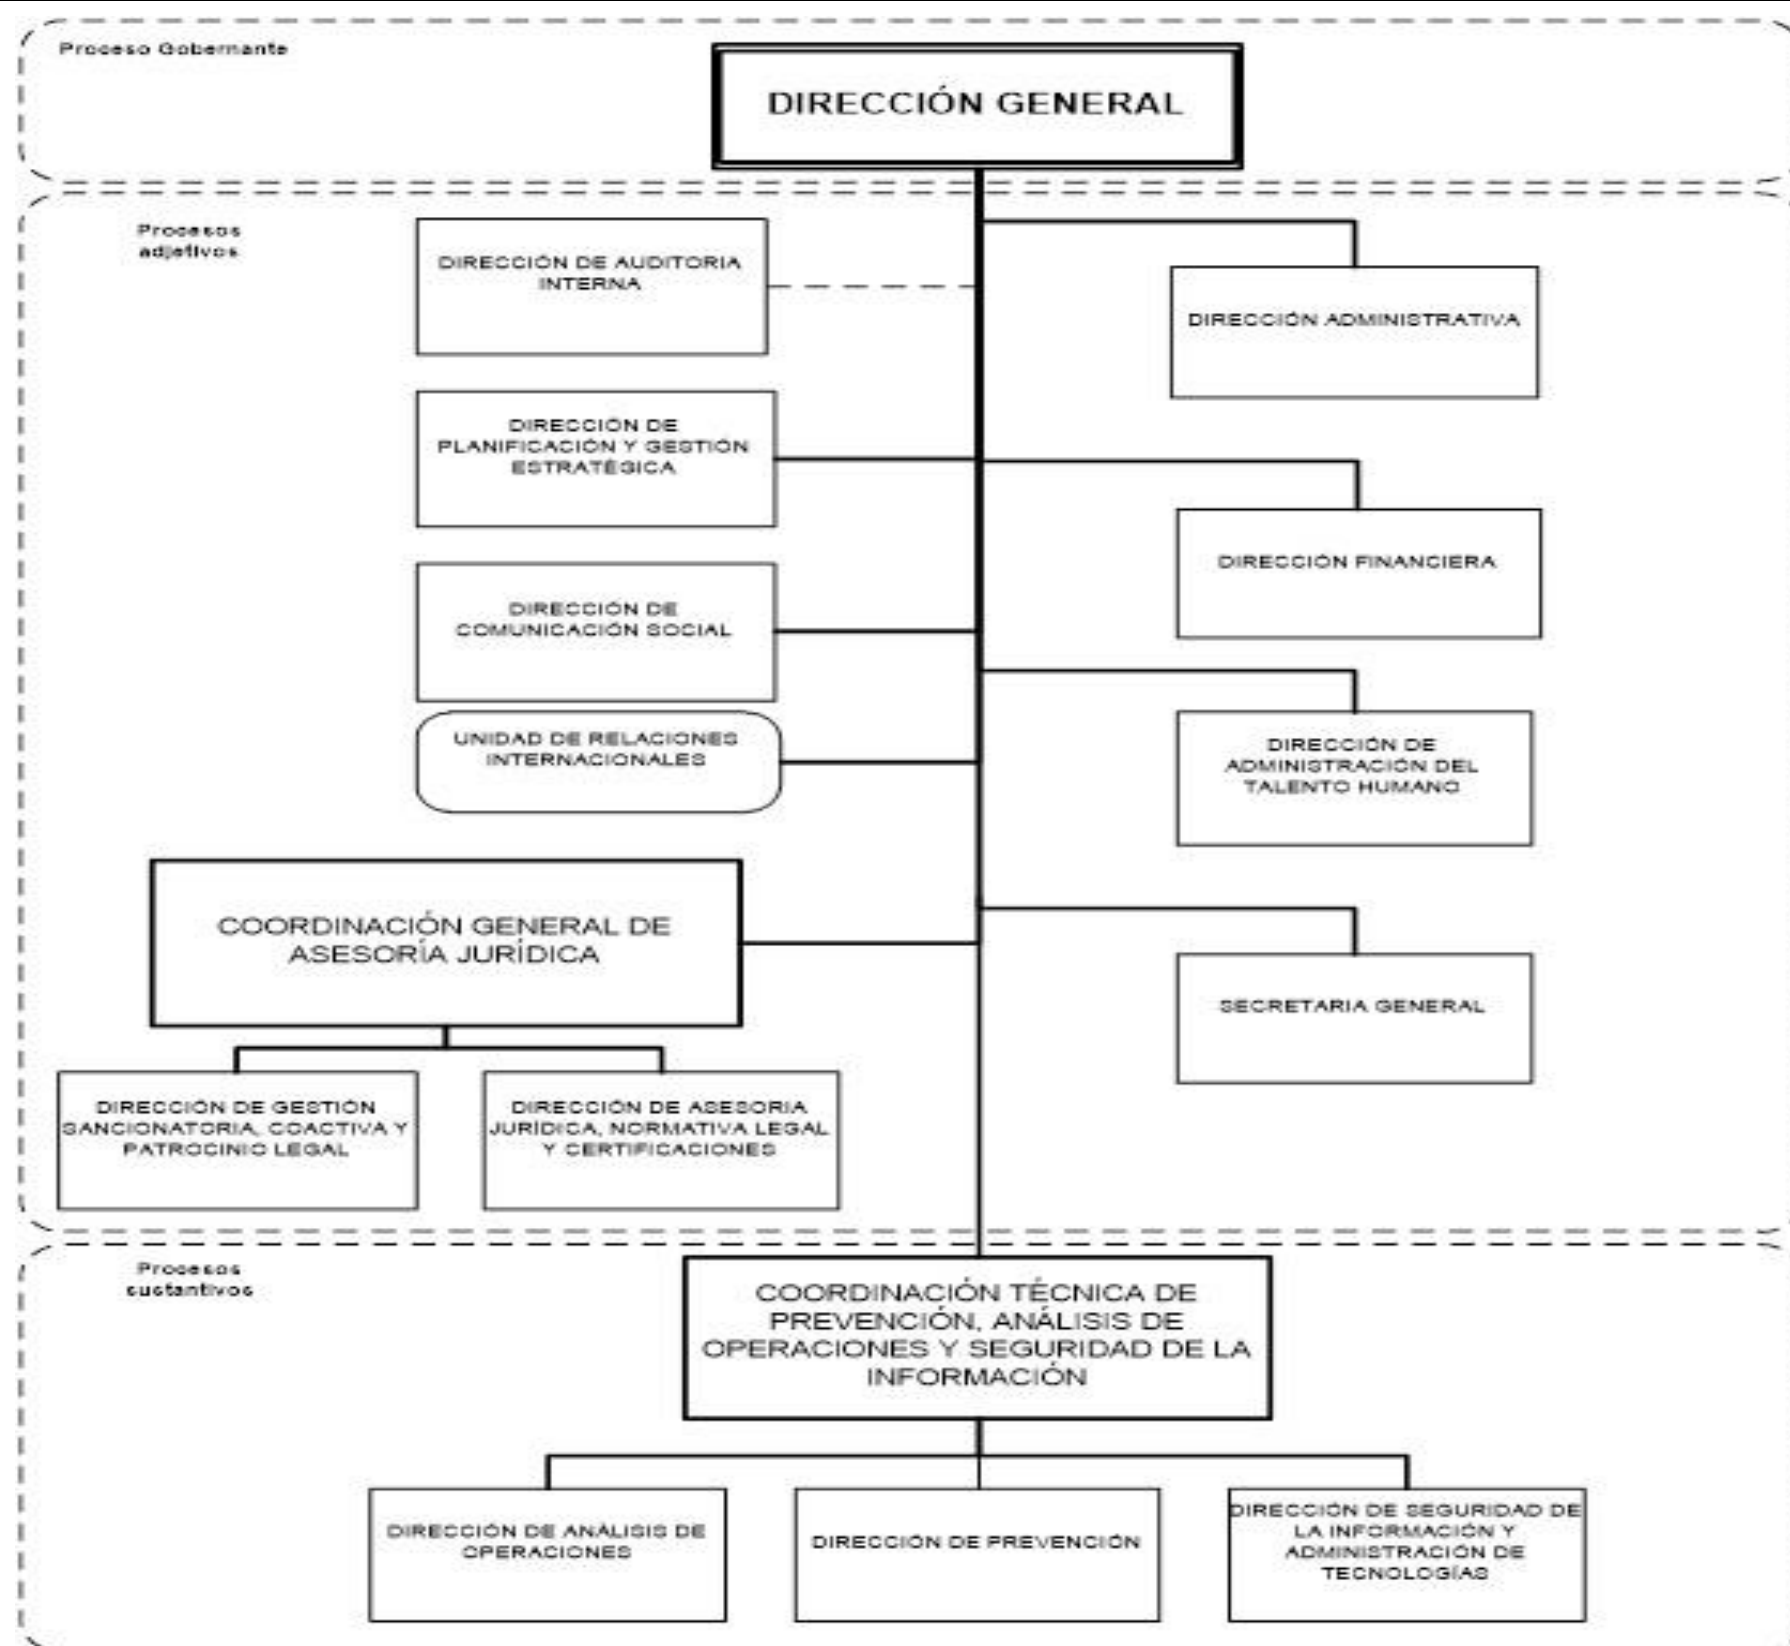 Proceso Gobernante
DIRECCIÓN GENERAL
Procesos
adjetivos
DIRECCIÓN DE AUDITORIA
INTERNA
DIRECCIÓN ADMINISTRATIVA
DIRECCIÓN DE
PLANIFICACIÓN Y GESTIÓN
ESTRATÉGICA
DIRECCIÓN FINANCIERA
DIRECCIÓN DE
COMUNICACIÓN SOCIAL
UNIDAD DE RELACIONES
INTERNACIONALES
DIRECCIÓN DE
ADMINISTRACIÓN DEL
TALENTO HUMANO
COORDINACIÓN GENERAL DE
ASESORÍA JURÍDICA
SECRETARIA GENERAL
DIRECCIÓN DE GESTIÓN
SANCIONATORIA, COACTIVA Y
PATROCINIO LEGAL
DIRECCIÓN DE ASESORIA
JURÍDICA, NORMATIVA LEGAL
Y CERTIFICACIONES
Procesos
sustantivos
COORDINACIÓN TÉCNICA DE
PREVENCIÓN, ANÁLISIS DE
OPERACIONES Y SEGURIDAD DE LA
INFORMACIÓN
DIRECCIÓN DE ANÁLISIS DE
OPERACIONES
DIRECCIÓN DE PREVENCIÓN
DIRECCIÓN DE SEGURIDAD DE
LA INFORMACIÓN Y
ADMINISTRACIÓN DE
TECNOLOGÍAS